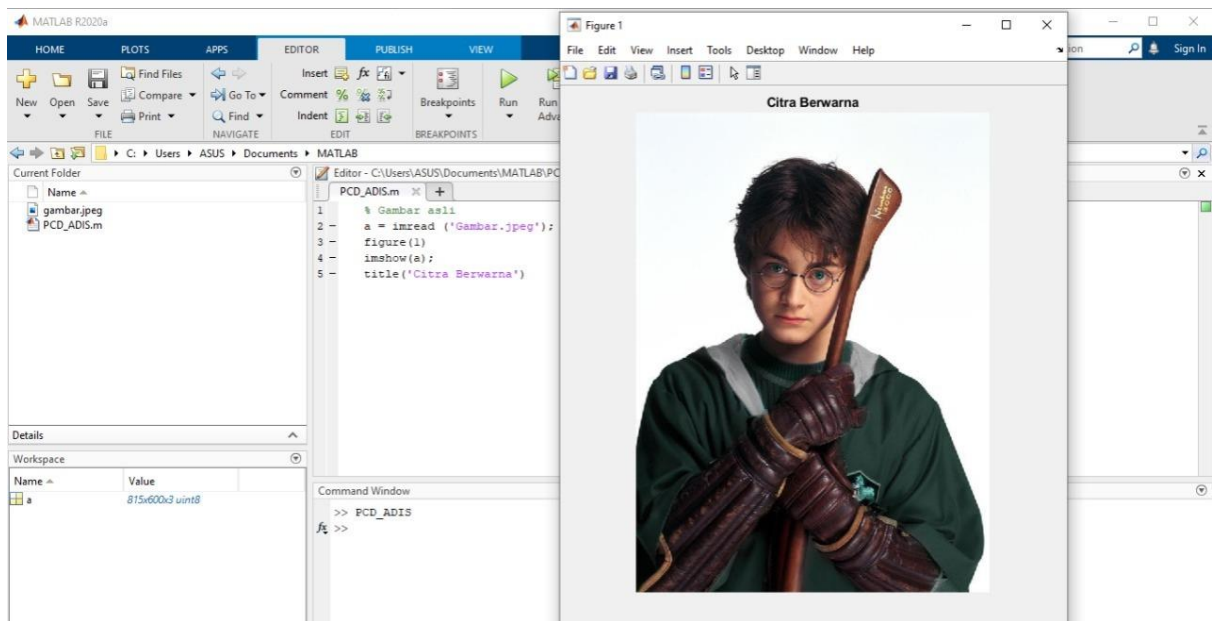 MATLAB R2020a
HOME PLOTS APPS EDITOR PUBLISH VIEW
Sign In
New Open Save
Find Files
Compare
Print
Go To
Find
Insert fx
Comment %
Indent
Breakpoints
Run
Run
FILE NAVIGATE EDIT BREAKPOINTS
C: Users ASUS Documents MATLAB
Current Folder
Name
gambar.jpeg
PCD_ADIS.m
Details
Workspace
Name Value
a 815x600x3 uint8
Editor - C:\Users\ASUS\Documents\MATLAB\PC
PCD_ADIS.m
1 % Gambar asli
2 - a = imread ('Gambar.jpeg');
3 - figure(1)
4 - imshow(a);
5 - title('Citra Berwarna')
Command Window
>> PCD_ADIS
fx >>
Figure 1
File Edit View Insert Tools Desktop Window Help
Citra Berwarna
Nimbus
2000